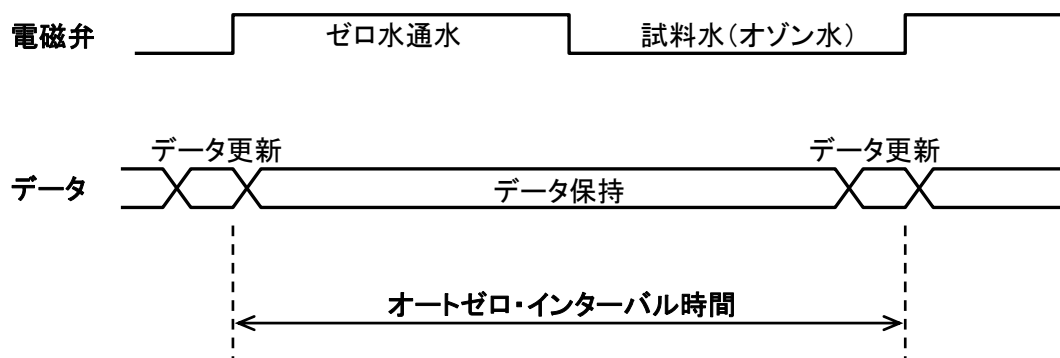 電磁弁
ゼロ水通水
試料水(オゾン水)
データ更新
データ更新
データ
データ保持
オートゼロ・インターバル時間